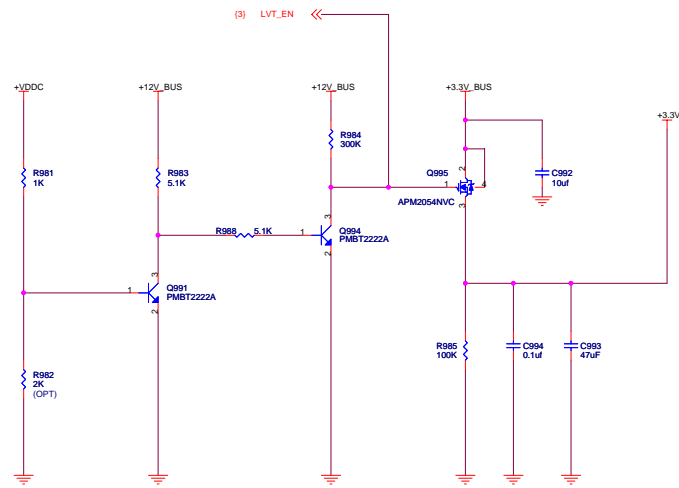 {3} LVT_EN
+VDDC
+12V_BUS
+12V_BUS
+3.3V_BUS
+3.3V
R984
300K
R981
1K
R983
5.1K
Q995
2
1
4
3
APM2054NVC
C992
10uf
R988 5.1K
1
3
Q994
PMBT2222A
2
1
3
Q991
PMBT2222A
2
R985
100K
C994
0.1uf
C993
47uF
R982
2K
(OPT)